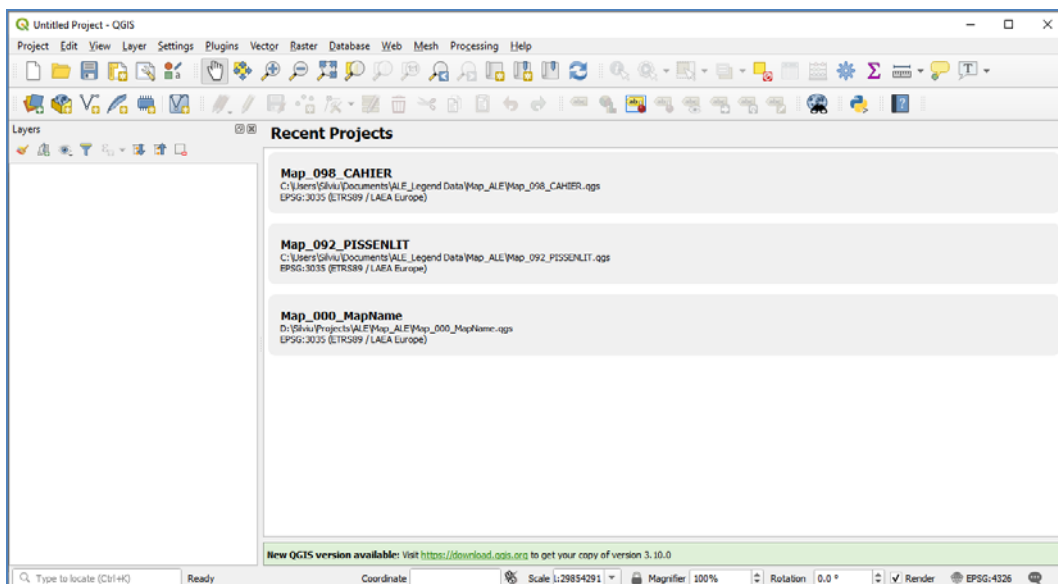 Untitled Project - QGIS
Project Edit View Layer Settings Plugins Vector Raster Database Web Mesh Processing Help
Layers
Recent Projects
Map_098_CAHIER
C:\Users\Silviu\Documents\ALE_Legend Data\Map_ALE\Map_098_CAHIER.qgs
EPSG:3035 (ETRS89 / LAEA Europe)
Map_092_PISSENLIT
C:\Users\Silviu\Documents\ALE_Legend Data\Map_ALE\Map_092_PISSENLIT.qgs
EPSG:3035 (ETRS89 / LAEA Europe)
Map_000_MapName
D:\Silviu\Projects\ALE\Map_ALE\Map_000_MapName.qgs
EPSG:3035 (ETRS89 / LAEA Europe)
New QGIS version available: Visit https://download.qgis.org to get your copy of version 3.10.0
Type to locate (Ctrl+K) Ready Coordinate Scale 1:29854291 Magnifier 100% Rotation 0.0 ° Render EPSG:4326